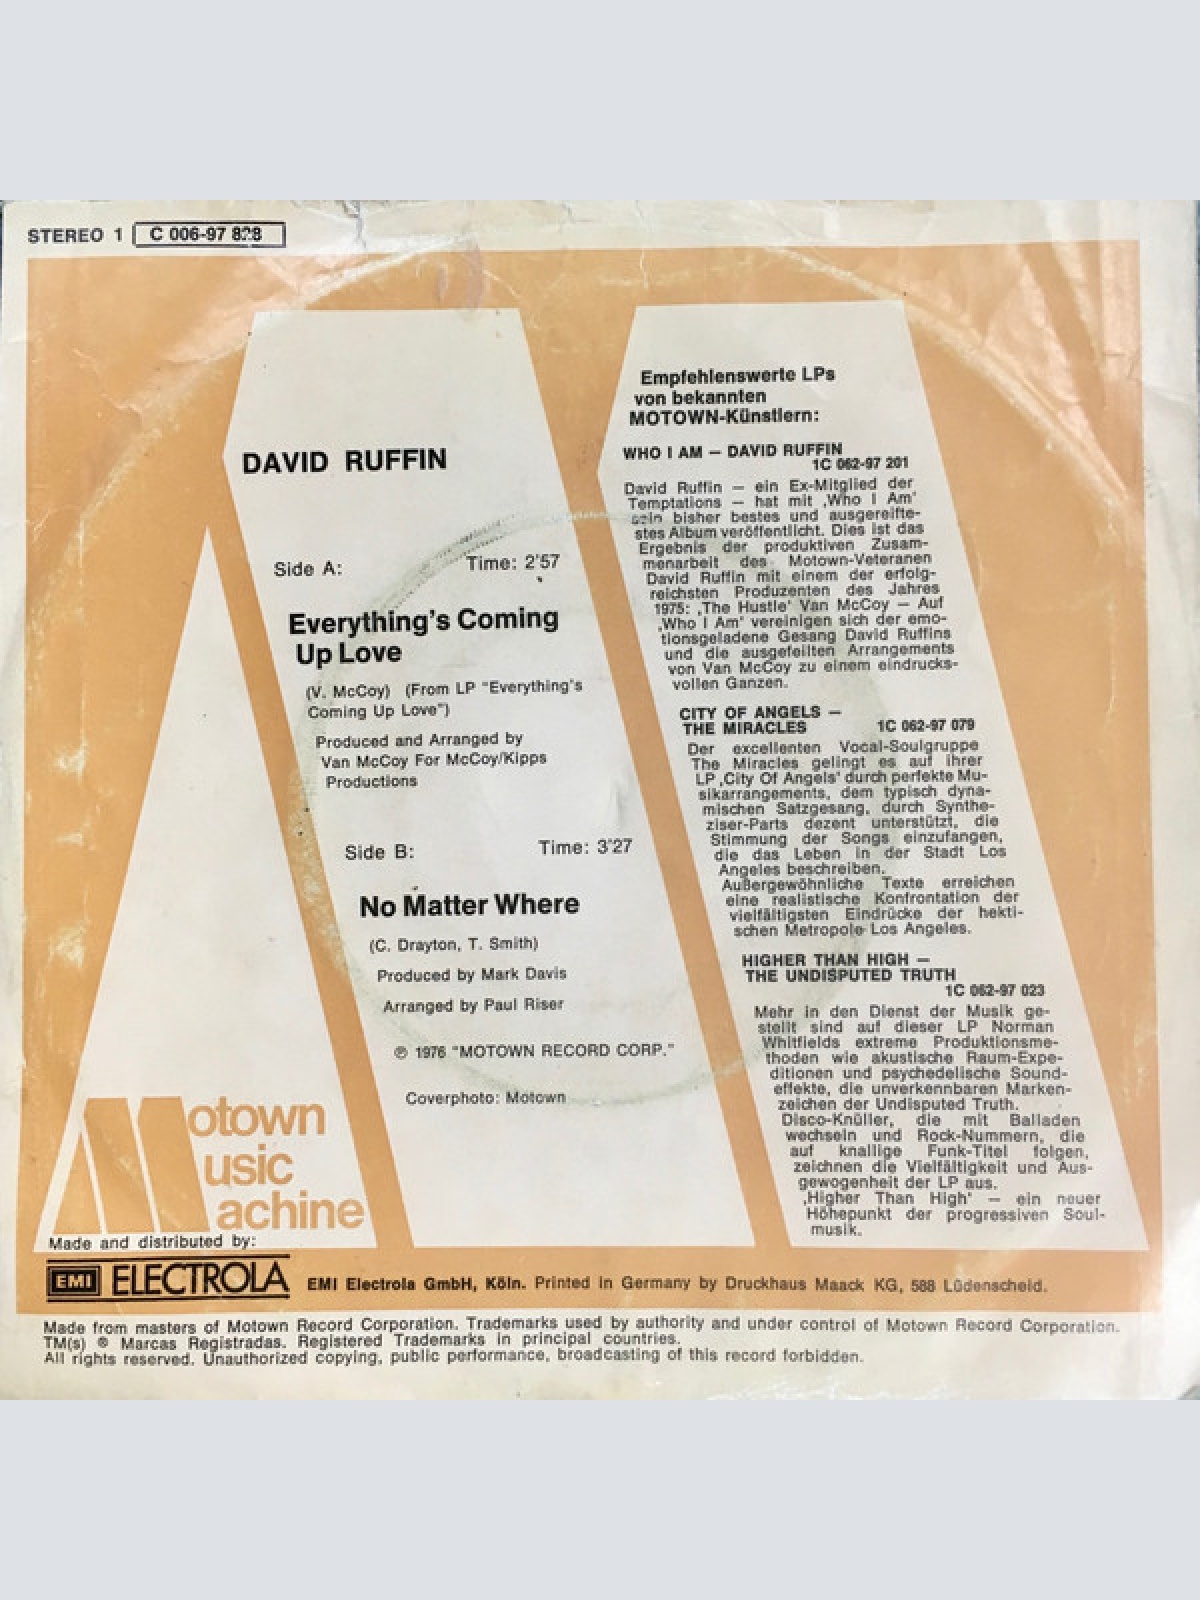 STEREO 1 C 006-97 828
DAVID RUFFIN
Side A: Time: 2'57
Everything's Coming
Up Love
(V. McCoy) (From LP "Everything's
Coming Up Love")
Produced and Arranged by
Van McCoy For McCoy/Kipps
Productions
Side B: Time: 3'27
No Matter Where
(C. Drayton, T. Smith)
Produced by Mark Davis
Arranged by Paul Riser
℗ 1976 "MOTOWN RECORD CORP."
Coverphoto: Motown
Empfehlenswerte LPs
von bekannten
MOTOWN-Künstlern:
WHO I AM — DAVID RUFFIN
1C 062-97 201
David Ruffin — ein Ex-Mitglied der
Temptations — hat mit ‚Who I Am'
sein bisher bestes und ausgereifte-
stes Album veröffentlicht. Dies ist das
Ergebnis der produktiven Zusam-
menarbeit des Motown-Veteranen
David Ruffin mit einem der erfolg-
reichsten Produzenten des Jahres
1975: ‚The Hustle' Van McCoy — Auf
‚Who I Am' vereinigen sich der emo-
tionsgeladene Gesang David Ruffins
und die ausgefeilten Arrangements
von Van McCoy zu einem eindrucks-
vollen Ganzen.
CITY OF ANGELS —
THE MIRACLES 1C 062-97 079
Der excellenten Vocal-Soulgruppe
The Miracles gelingt es auf ihrer
LP ‚City Of Angels' durch perfekte Mu-
sikarrangements, dem typisch dyna-
mischen Satzgesang, durch Synthe-
ziser-Parts dezent unterstützt, die
Stimmung der Songs einzufangen,
die das Leben in der Stadt Los
Angeles beschreiben.
Außergewöhnliche Texte erreichen
eine realistische Konfrontation der
vielfältigsten Eindrücke der hekti-
schen Metropole Los Angeles.
HIGHER THAN HIGH —
THE UNDISPUTED TRUTH
1C 062-97 023
Mehr in den Dienst der Musik ge-
stellt sind auf dieser LP Norman
Whitfields extreme Produktionsme-
thoden wie akustische Raum-Expe-
ditionen und psychedelische Sound-
effekte, die unverkennbaren Marken-
zeichen der Undisputed Truth.
Disco-Knüller, die mit Balladen
wechseln und Rock-Nummern, die
auf knallige Funk-Titel folgen,
zeichnen die Vielfältigkeit und Aus-
gewogenheit der LP aus.
‚Higher Than High' — ein neuer
Höhepunkt der progressiven Soul-
musik.
Motown
usic
achine
Made and distributed by:
EMI ELECTROLA EMI Electrola GmbH, Köln. Printed in Germany by Druckhaus Maack KG, 588 Lüdenscheid.
Made from masters of Motown Record Corporation. Trademarks used by authority and under control of Motown Record Corporation.
TM(s) ® Marcas Registradas. Registered Trademarks in principal countries.
All rights reserved. Unauthorized copying, public performance, broadcasting of this record forbidden.